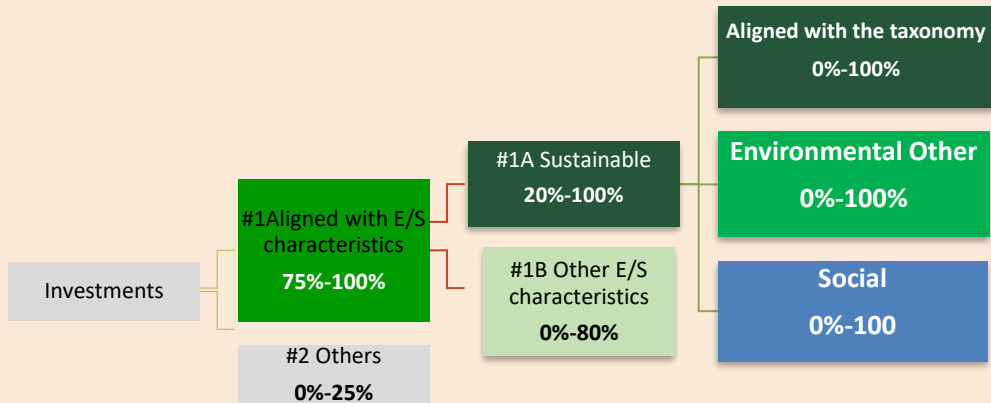 Investments
#1Aligned with E/S
characteristics
75%-100%
#2 Others
0%-25%
#1A Sustainable
20%-100%
#1B Other E/S
characteristics
0%-80%
Aligned with the taxonomy
0%-100%
Environmental Other
0%-100%
Social
0%-100